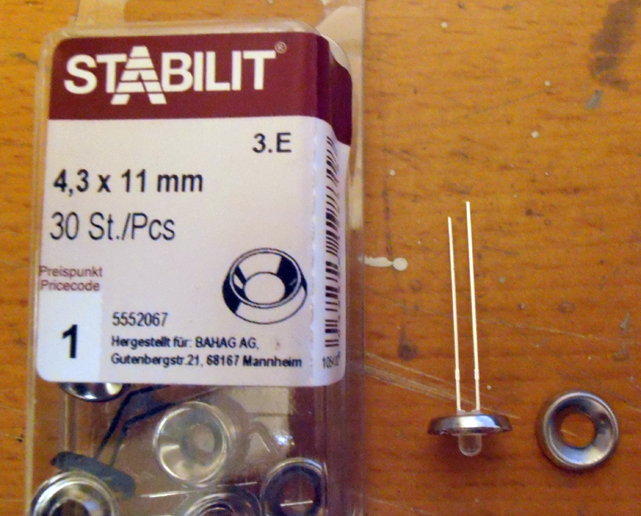 STABILIT®
3.E
4,3 x 11 mm
30 St./Pcs
Preispunkt
Pricecode
1
5552067
Hergestellt für: BAHAG AG,
Gutenbergstr.21, 68167 Mannheim